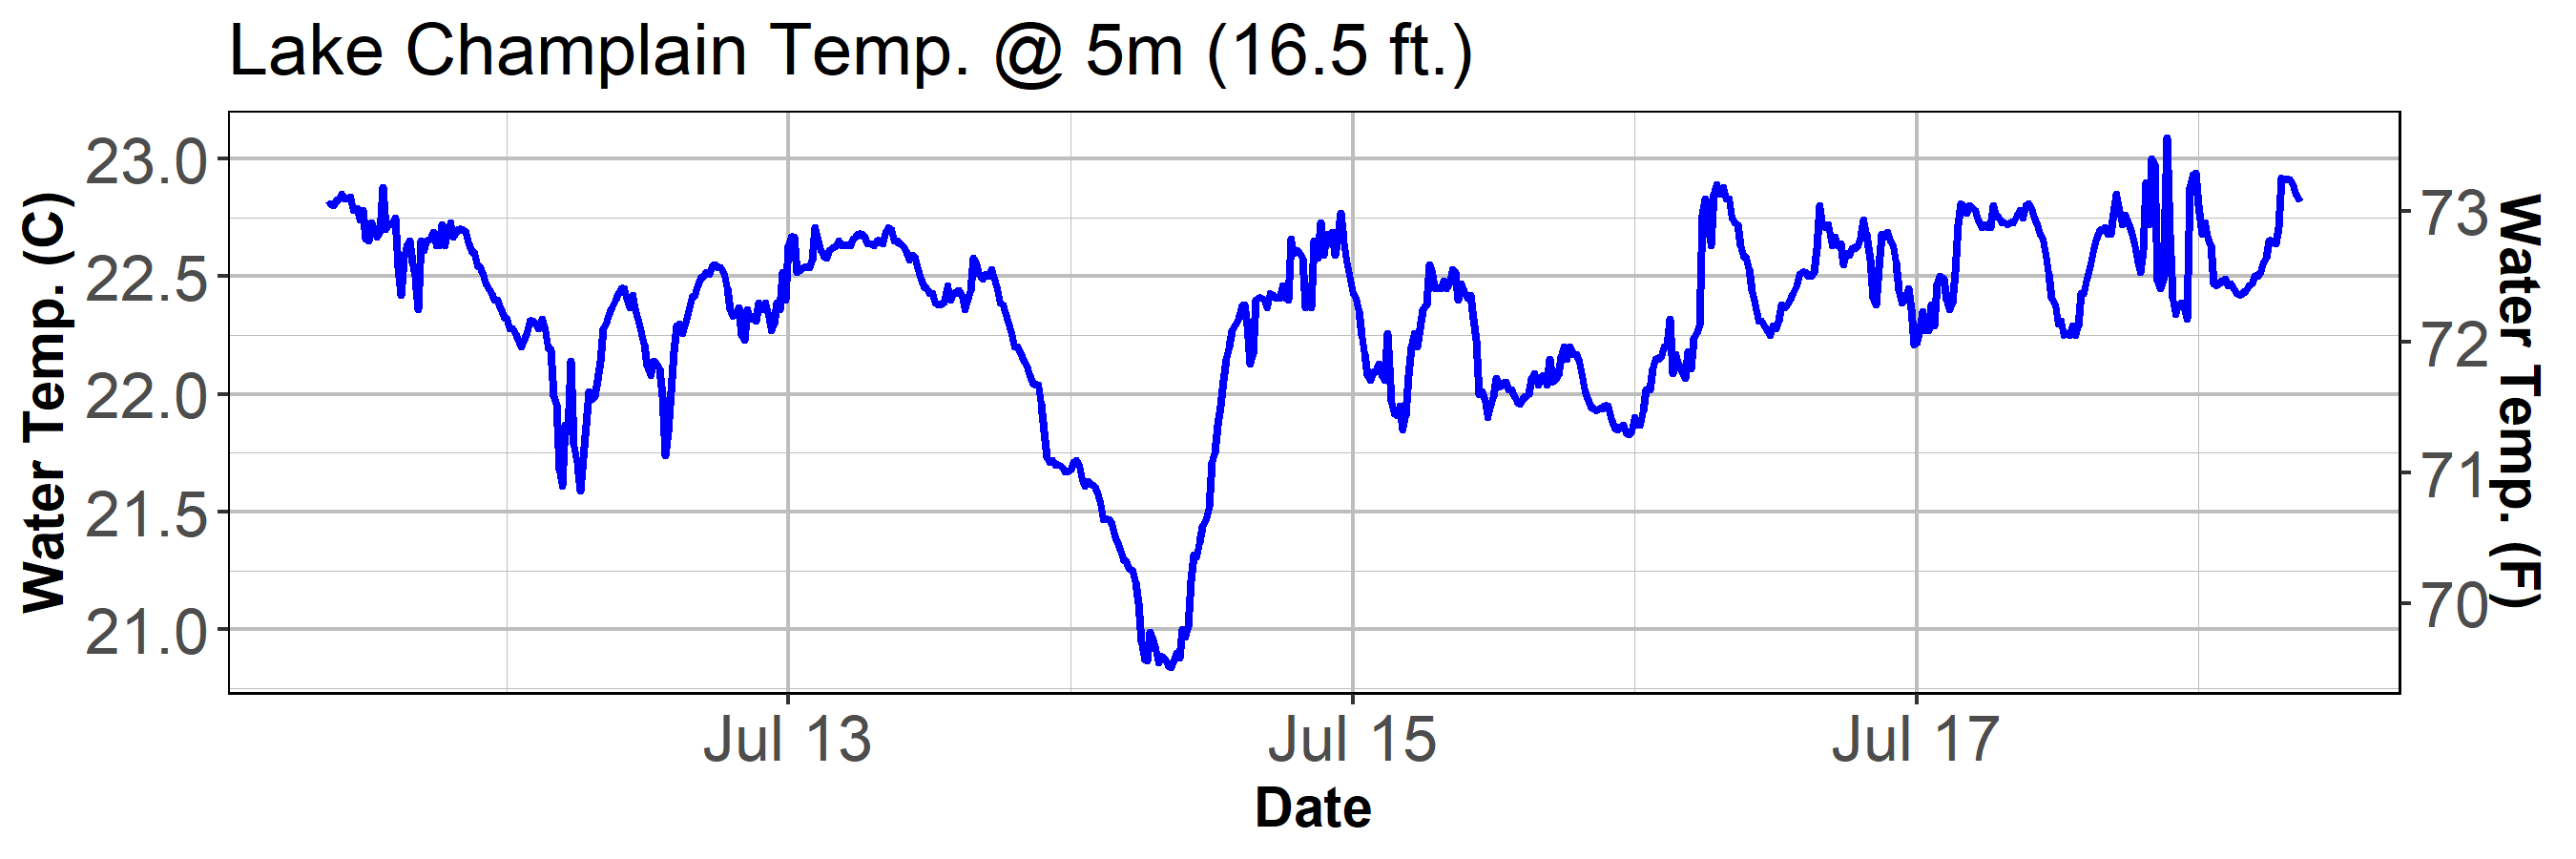 Lake Champlain Temp. @ 5m (16.5 ft.)
Water Temp. (C)
23.0
22.5
22.0
21.5
21.0
73
72
71
70
Water Temp. (F)
Jul 13 Jul 15 Jul 17
Date